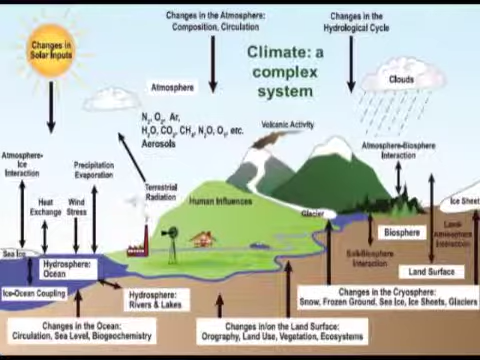 Changes in the Atmosphere:
Composition, Circulation
Changes in the
Hydrological Cycle
Changes in
Solar Inputs
Climate: a
complex
system
Clouds
Atmosphere
N₂, O₂, Ar,
H₂O, CO₂, CH₄, N₂O, O₃, etc.
Aerosols
Volcanic Activity
Atmosphere-
Ice
Interaction
Precipitation
Evaporation
Atmosphere-Biosphere
Interaction
Terrestrial
Radiation
Heat
Exchange
Wind
Stress
Human Influences
Ice Sheet
Glacier
Biosphere
Land-
Atmosphere
Interaction
Soil-Biosphere
Interaction
Sea Ice
Hydrosphere:
Ocean
Land Surface
Ice-Ocean Coupling
Hydrosphere:
Rivers & Lakes
Changes in the Cryosphere:
Snow, Frozen Ground, Sea Ice, Ice Sheets, Glaciers
Changes in the Ocean:
Circulation, Sea Level, Biogeochemistry
Changes in/on the Land Surface:
Orography, Land Use, Vegetation, Ecosystems